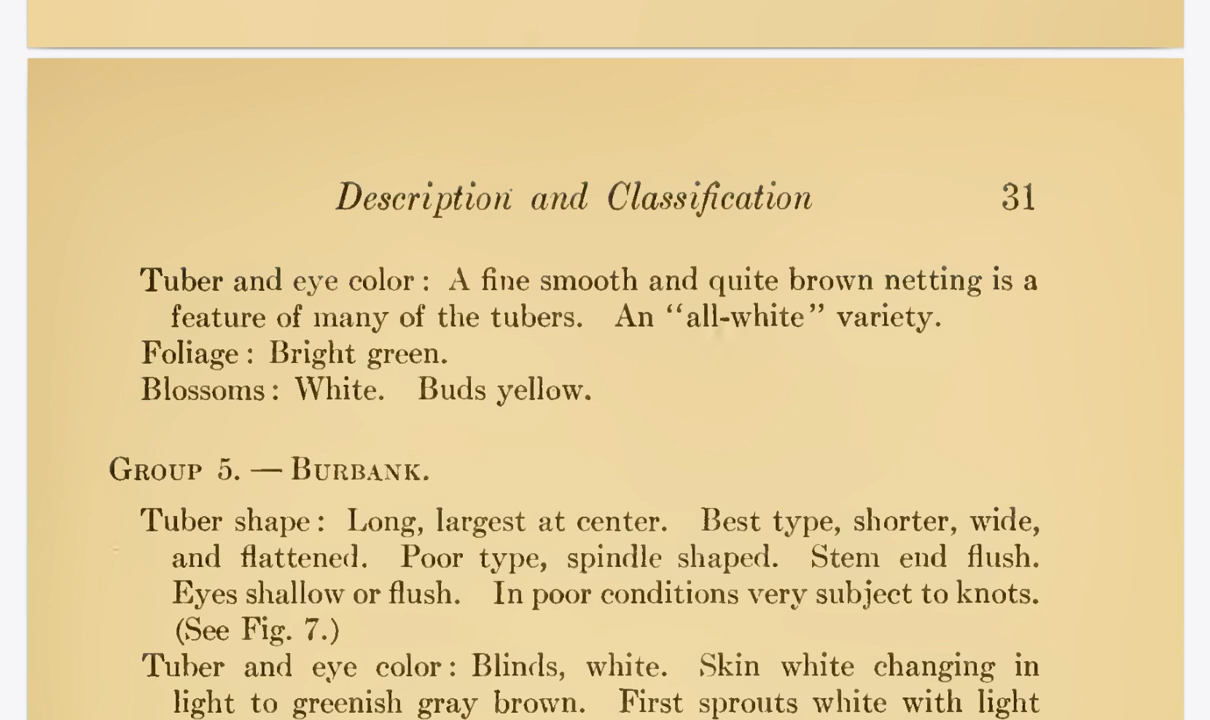 Description and Classification 31
Tuber and eye color: A fine smooth and quite brown netting is a
feature of many of the tubers. An “all-white” variety.
Foliage: Bright green.
Blossoms: White. Buds yellow.
GROUP 5. — BURBANK.
Tuber shape: Long, largest at center. Best type, shorter, wide,
and flattened. Poor type, spindle shaped. Stem end flush.
Eyes shallow or flush. In poor conditions very subject to knots.
(See Fig. 7.)
Tuber and eye color: Blinds, white. Skin white changing in
light to greenish gray brown. First sprouts white with light